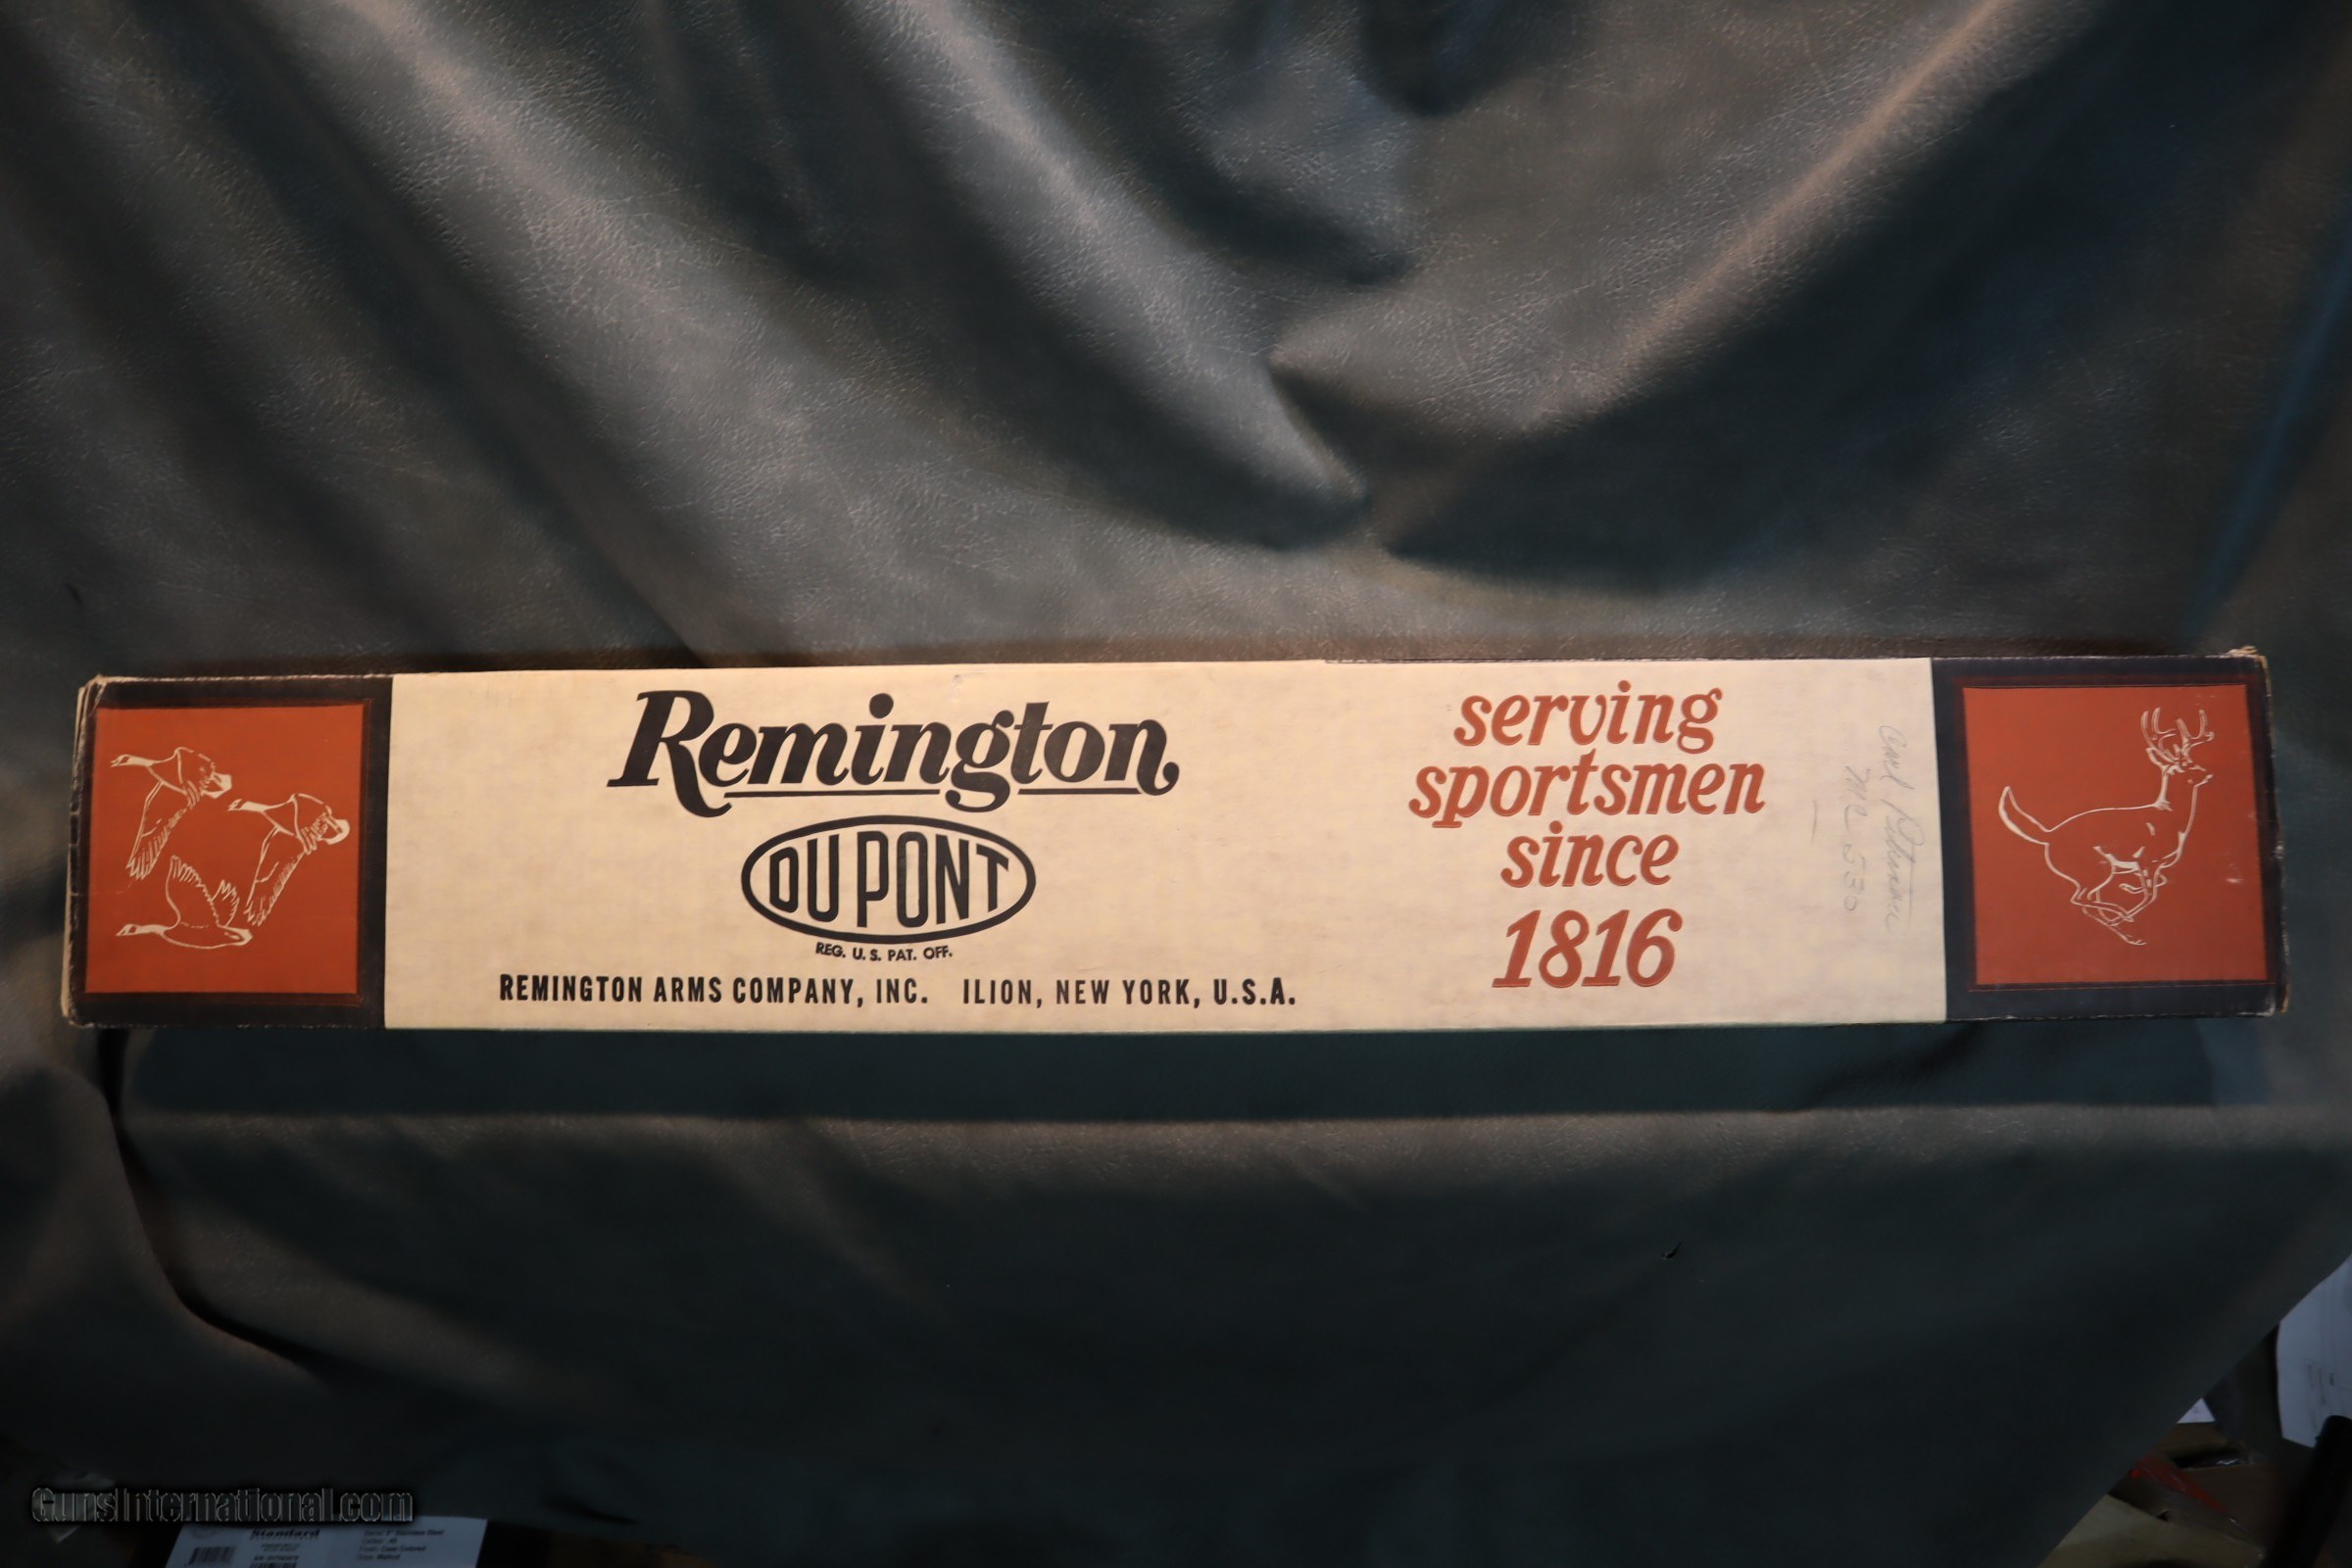 Remington
DU PONT
REG. U.S. PAT. OFF.
REMINGTON ARMS COMPANY, INC. ILION, NEW YORK, U.S.A.
serving
sportsmen
since
1816
GunsInternational.com
Standard